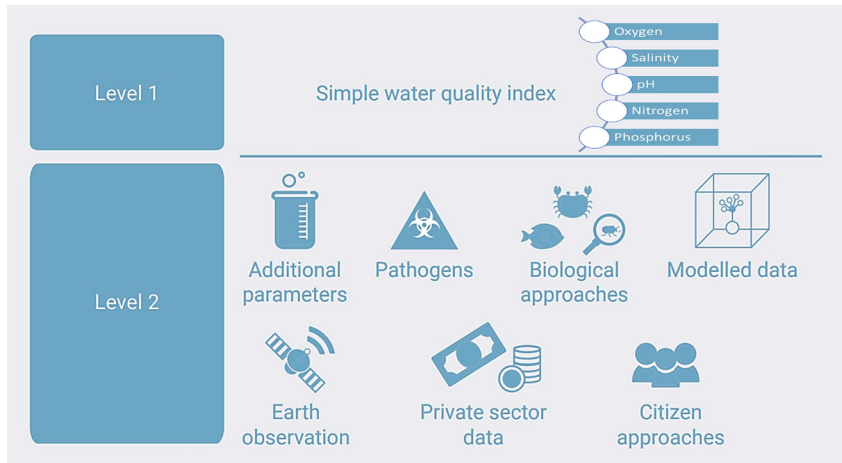 Level 1
Simple water quality index
Oxygen
Salinity
pH
Nitrogen
Phosphorus
Level 2
Additional
parameters
Pathogens
Biological
approaches
Modelled data
Earth
observation
Private sector
data
Citizen
approaches